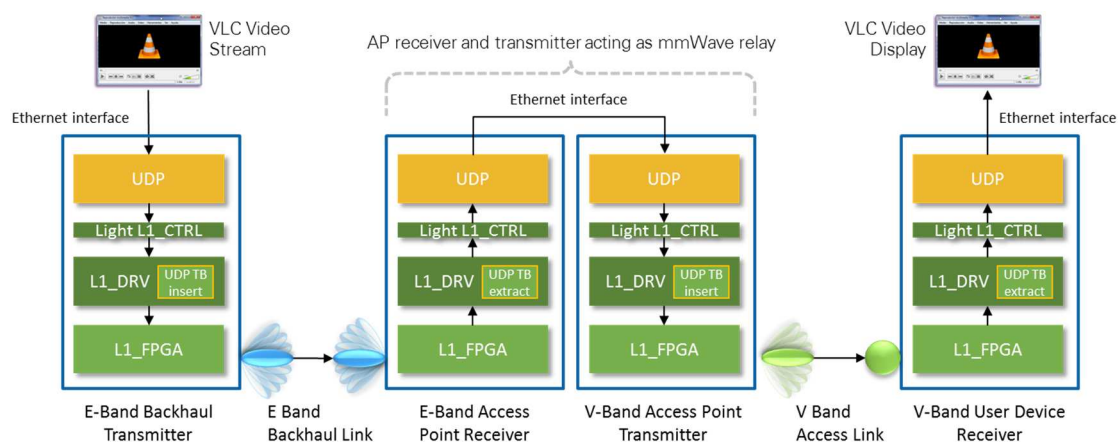 VLC Video
Stream
AP receiver and transmitter acting as mmWave relay
VLC Video
Display
Ethernet interface
Ethernet interface
Ethernet interface
UDP
Light L1_CTRL
L1_DRV
UDP TB
insert
L1_FPGA
UDP
Light L1_CTRL
L1_DRV
UDP TB
extract
L1_FPGA
UDP
Light L1_CTRL
L1_DRV
UDP TB
insert
L1_FPGA
UDP
Light L1_CTRL
L1_DRV
UDP TB
extract
L1_FPGA
E-Band Backhaul
Transmitter
E Band
Backhaul Link
E-Band Access
Point Receiver
V-Band Access Point
Transmitter
V Band
Access Link
V-Band User Device
Receiver